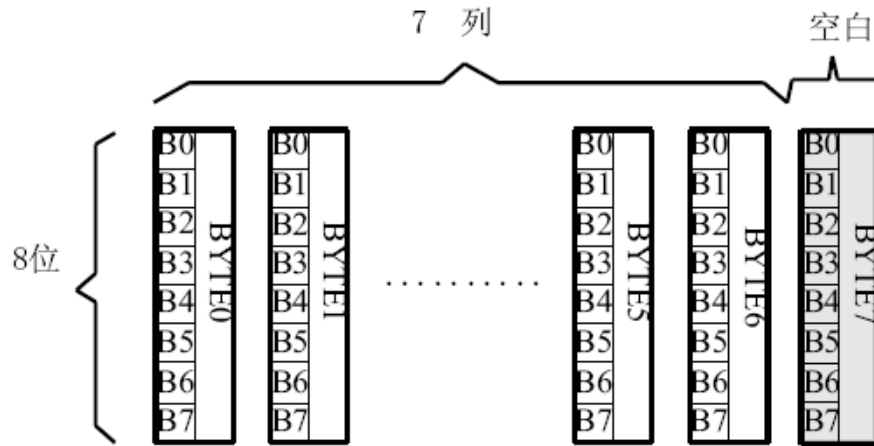 7 列
空白
8位
B0 B0 B0 B0 B0
B1 B1 B1 B1 B1
B2 B2 B2 B2 B2
B3 B3 B3 B3 B3
B4 B4 B4 B4 B4
B5 B5 B5 B5 B5
B6 B6 B6 B6 B6
B7 B7 B7 B7 B7
BYTE0
BYTE1
..........
BYTE5
BYTE6
BYTE7